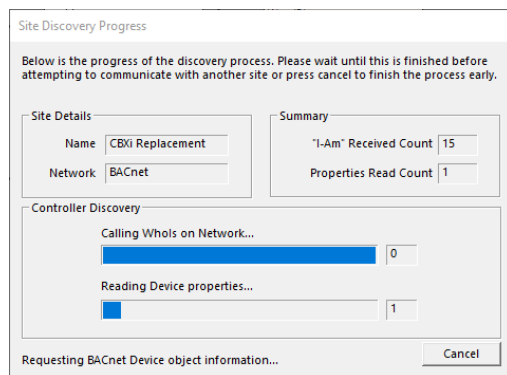 Site Discovery Progress
Below is the progress of the discovery process. Please wait until this is finished before
attempting to communicate with another site or press cancel to finish the process early.
Site Details
Name CBXi Replacement
Network BACnet
Summary
"I-Am" Received Count 15
Properties Read Count 1
Controller Discovery
Calling WhoIs on Network...
0
Reading Device properties...
1
Requesting BACnet Device object information...
Cancel